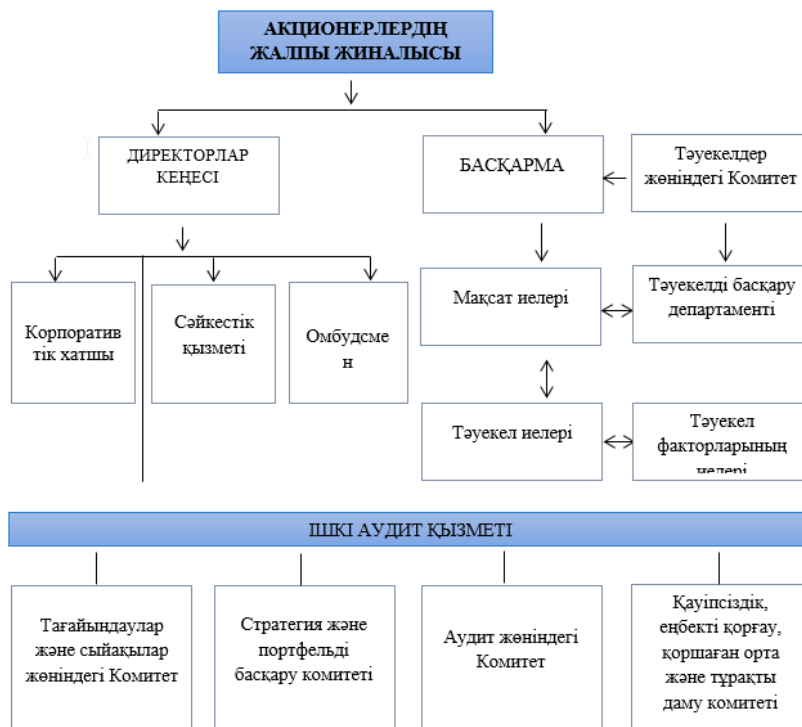 АКЦИОНЕРЛЕРДІҢ
ЖАЛПЫ ЖИНАЛЫСЫ
ДИРЕКТОРЛАР
КЕҢЕСІ
БАСҚАРМА
Тәуекелдер
жөніндегі Комитет
Корпоратив
тік хатшы
Сәйкестік
қызметі
Омбудсме
н
Мақсат иелері
Тәуекелді басқару
департаменті
Тәуекел иелері
Тәуекел
факторларының
иелері
ІШКІ АУДИТ ҚЫЗМЕТІ
Тағайындаулар
және сыйақылар
жөніндегі Комитет
Стратегия және
портфельді
басқару комитеті
Аудит жөніндегі
Комитет
Қауіпсіздік,
еңбекті қорғау,
қоршаған орта
және тұрақты
даму комитеті